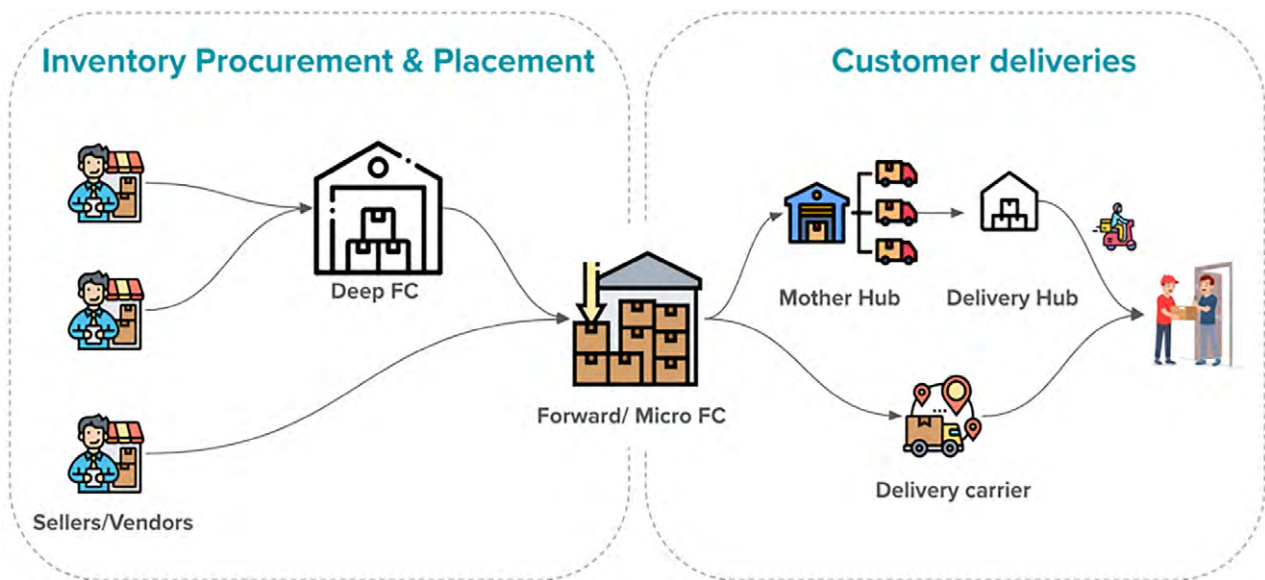 Inventory Procurement & Placement
Customer deliveries
Deep FC
Mother Hub
Delivery Hub
Forward/ Micro FC
Delivery carrier
Sellers/Vendors